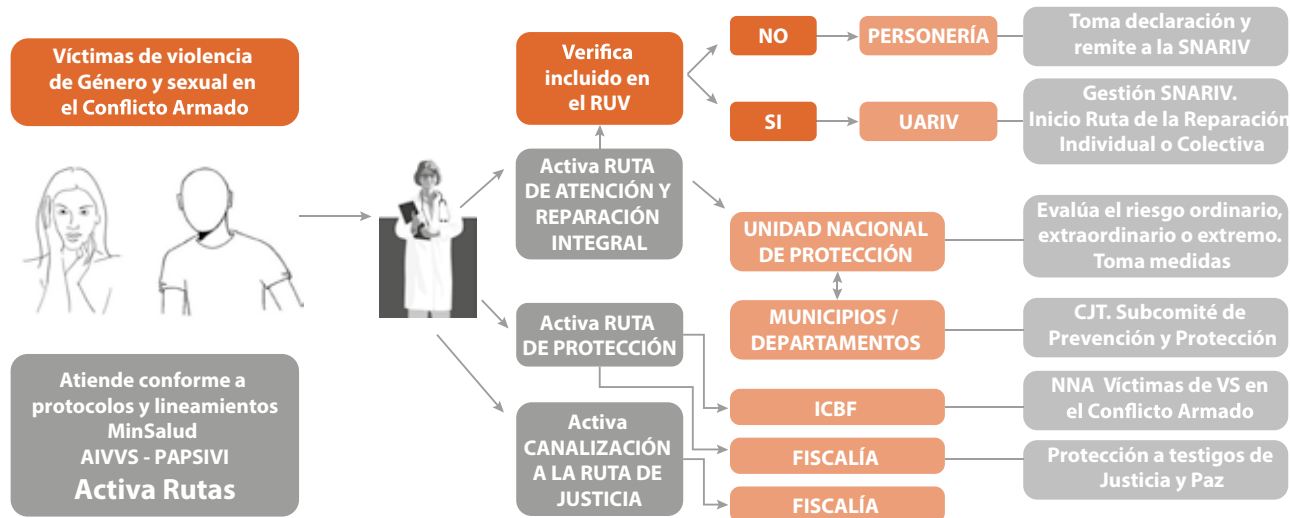 Víctimas de violencia
de Género y sexual en
el Conflicto Armado
Atiende conforme a
protocolos y lineamientos
MinSalud
AIVVS - PAPSIVI
Activa Rutas
Verifica
incluido en
el RUV
Activa RUTA
DE ATENCIÓN Y
REPARACIÓN
INTEGRAL
Activa RUTA
DE PROTECCIÓN
Activa
CANALIZACIÓN
A LA RUTA DE
JUSTICIA
NO
PERSONERÍA
Toma declaración y
remite a la SNARIV
SI
UARIV
Gestión SNARIV.
Inicio Ruta de la Reparación
Individual o Colectiva
UNIDAD NACIONAL
DE PROTECCIÓN
Evalúa el riesgo ordinario,
extraordinario o extremo.
Toma medidas
MUNICIPIOS /
DEPARTAMENTOS
CJT. Subcomité de
Prevención y Protección
ICBF
NNA Víctimas de VS en
el Conflicto Armado
FISCALÍA
Protección a testigos de
Justicia y Paz
FISCALÍA